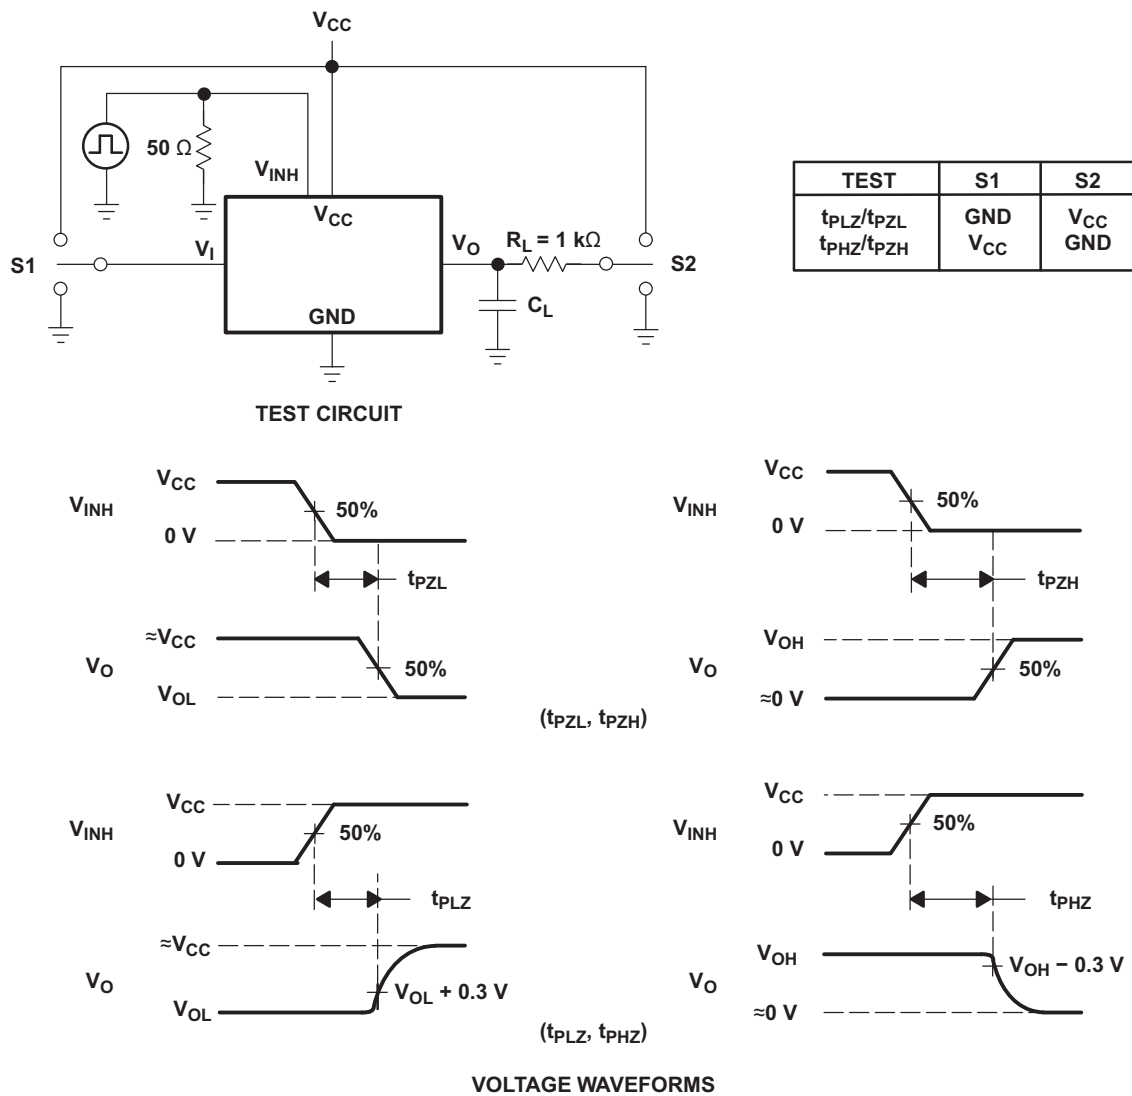 VCC
50 Ω
VINH
VCC
TEST S1 S2
tPLZ/tPZL GND VCC
tPHZ/tPZH VCC GND
S1
VI
VO
RL = 1 kΩ
S2
CL
GND
TEST CIRCUIT
VINH
VCC
50%
0 V
tPZL
VO
≈VCC
50%
VOL
VINH
VCC
50%
0 V
tPZH
VO
VOH
50%
≈0 V
(tPZL, tPZH)
VINH
VCC
50%
0 V
tPLZ
VO
≈VCC
VOL + 0.3 V
VOL
VINH
VCC
50%
0 V
tPHZ
VO
VOH
VOH − 0.3 V
≈0 V
(tPLZ, tPHZ)
VOLTAGE WAVEFORMS